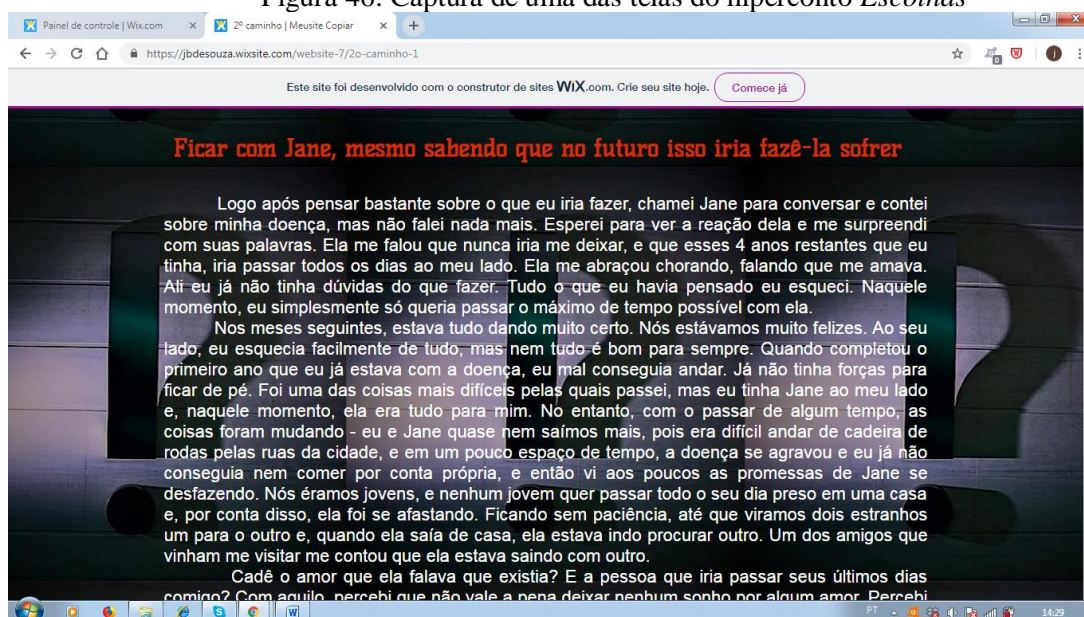 Figura 46: Captura de uma das telas do hiperconto Escolhas
Painel de controle | Wix.com
2º caminho | Meusite Copiar
https://jbdesouza.wixsite.com/website-7/2o-caminho-1
Este site foi desenvolvido com o construtor de sites WiX.com. Crie seu site hoje.
Comece já
Ficar com Jane, mesmo sabendo que no futuro isso iria fazê-la sofrer
Logo após pensar bastante sobre o que eu iria fazer, chamei Jane para conversar e contei
sobre minha doença, mas não falei nada mais. Esperei para ver a reação dela e me surpreendi
com suas palavras. Ela me falou que nunca iria me deixar, e que esses 4 anos restantes que eu
tinha, iria passar todos os dias ao meu lado. Ela me abraçou chorando, falando que me amava.
Ali eu já não tinha dúvidas do que fazer. Tudo o que eu havia pensado eu esqueci. Naquele
momento, eu simplesmente só queria passar o máximo de tempo possível com ela.
Nos meses seguintes, estava tudo dando muito certo. Nós estávamos muito felizes. Ao seu
lado, eu esquecia facilmente de tudo, mas nem tudo é bom para sempre. Quando completou o
primeiro ano que eu já estava com a doença, eu mal conseguia andar. Já não tinha forças para
ficar de pé. Foi uma das coisas mais difíceis pelas quais passei, mas eu tinha Jane ao meu lado
e, naquele momento, ela era tudo para mim. No entanto, com o passar de algum tempo, as
coisas foram mudando - eu e Jane quase nem saímos mais, pois era difícil andar de cadeira de
rodas pelas ruas da cidade, e em um pouco espaço de tempo, a doença se agravou e eu já não
conseguia nem comer por conta própria, e então vi aos poucos as promessas de Jane se
desfazendo. Nós éramos jovens, e nenhum jovem quer passar todo o seu dia preso em uma casa
e, por conta disso, ela foi se afastando. Ficando sem paciência, até que viramos dois estranhos
um para o outro e, quando ela saía de casa, ela estava indo procurar outro. Um dos amigos que
vinham me visitar me contou que ela estava saindo com outro.
Cadê o amor que ela falava que existia? E a pessoa que iria passar seus últimos dias
comigo? Com aquilo, percebi que não vale a pena deixar nenhum sonho por algum amor. Percebi
PT
14:29